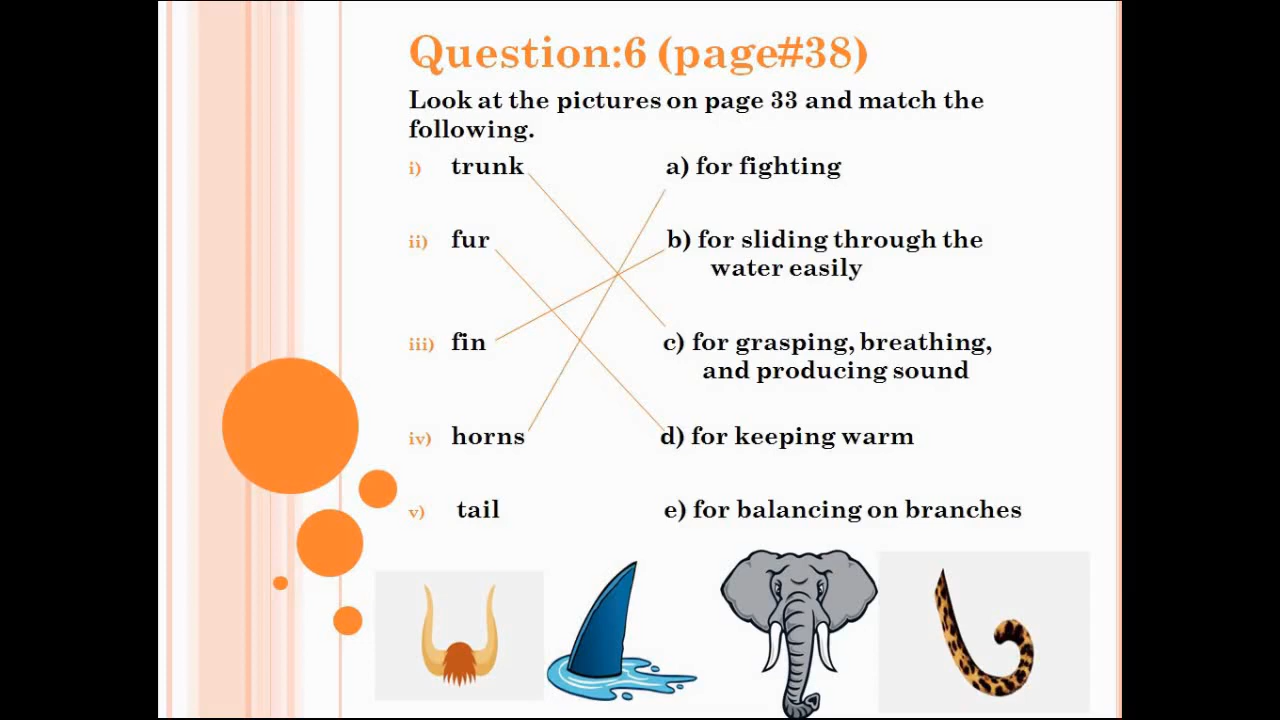 Question:6 (page#38)
Look at the pictures on page 33 and match the
following.
i) trunk a) for fighting
ii) fur b) for sliding through the
water easily
iii) fin c) for grasping, breathing,
and producing sound
iv) horns d) for keeping warm
v) tail e) for balancing on branches